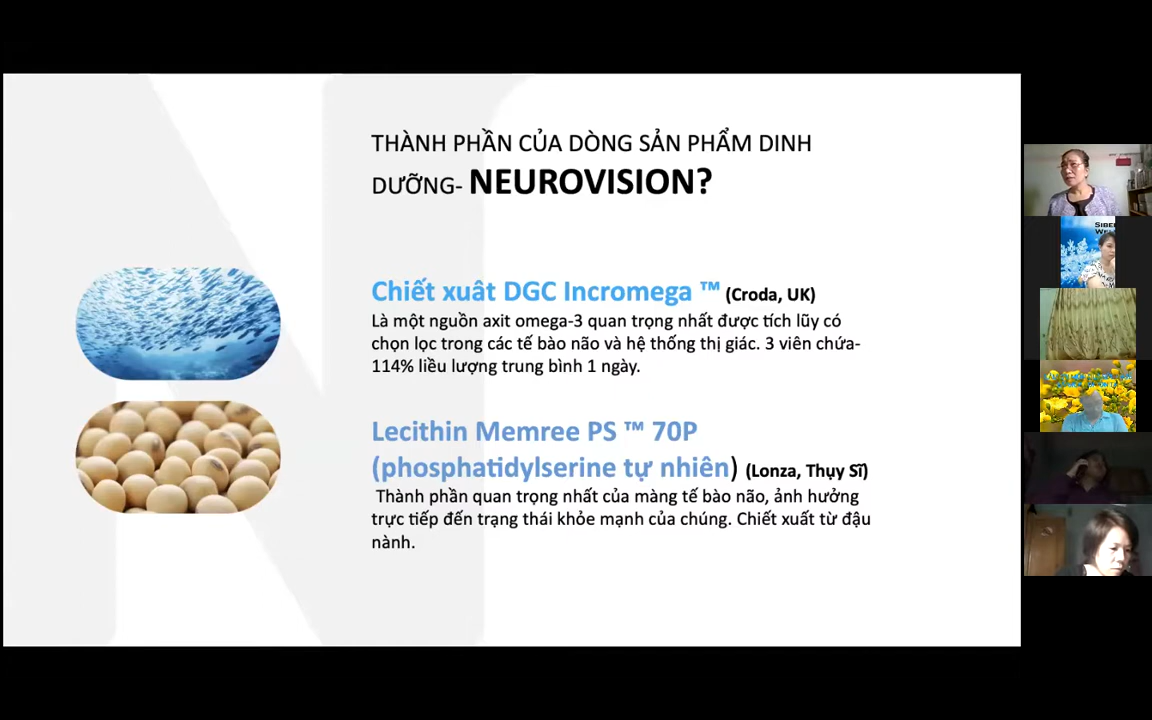 THÀNH PHẦN CỦA DÒNG SẢN PHẨM DINH
DƯỠNG- NEUROVISION?
Chiết xuât DGC Incromega ™ (Croda, UK)
Là một nguồn axit omega-3 quan trọng nhất được tích lũy có
chọn lọc trong các tế bào não và hệ thống thị giác. 3 viên chứa-
114% liều lượng trung bình 1 ngày.
Lecithin Memree PS ™ 70P
(phosphatidylserine tự nhiên) (Lonza, Thụy Sĩ)
Thành phần quan trọng nhất của màng tế bào não, ảnh hưởng
trực tiếp đến trạng thái khỏe mạnh của chúng. Chiết xuất từ đậu
nành.